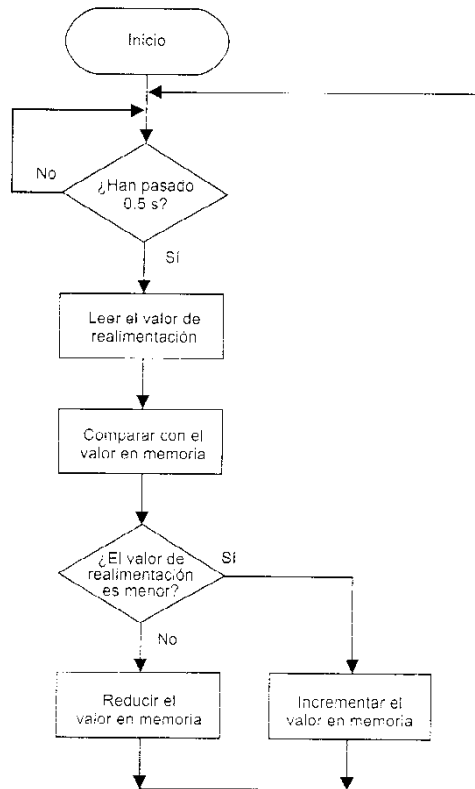 Inicio
No
¿Han pasado
0.5 s?
Sí
Leer el valor de
realimentación
Comparar con el
valor en memoria
¿El valor de
realimentación
es menor?
Sí
No
Reducir el
valor en memoria
Incrementar el
valor en memoria